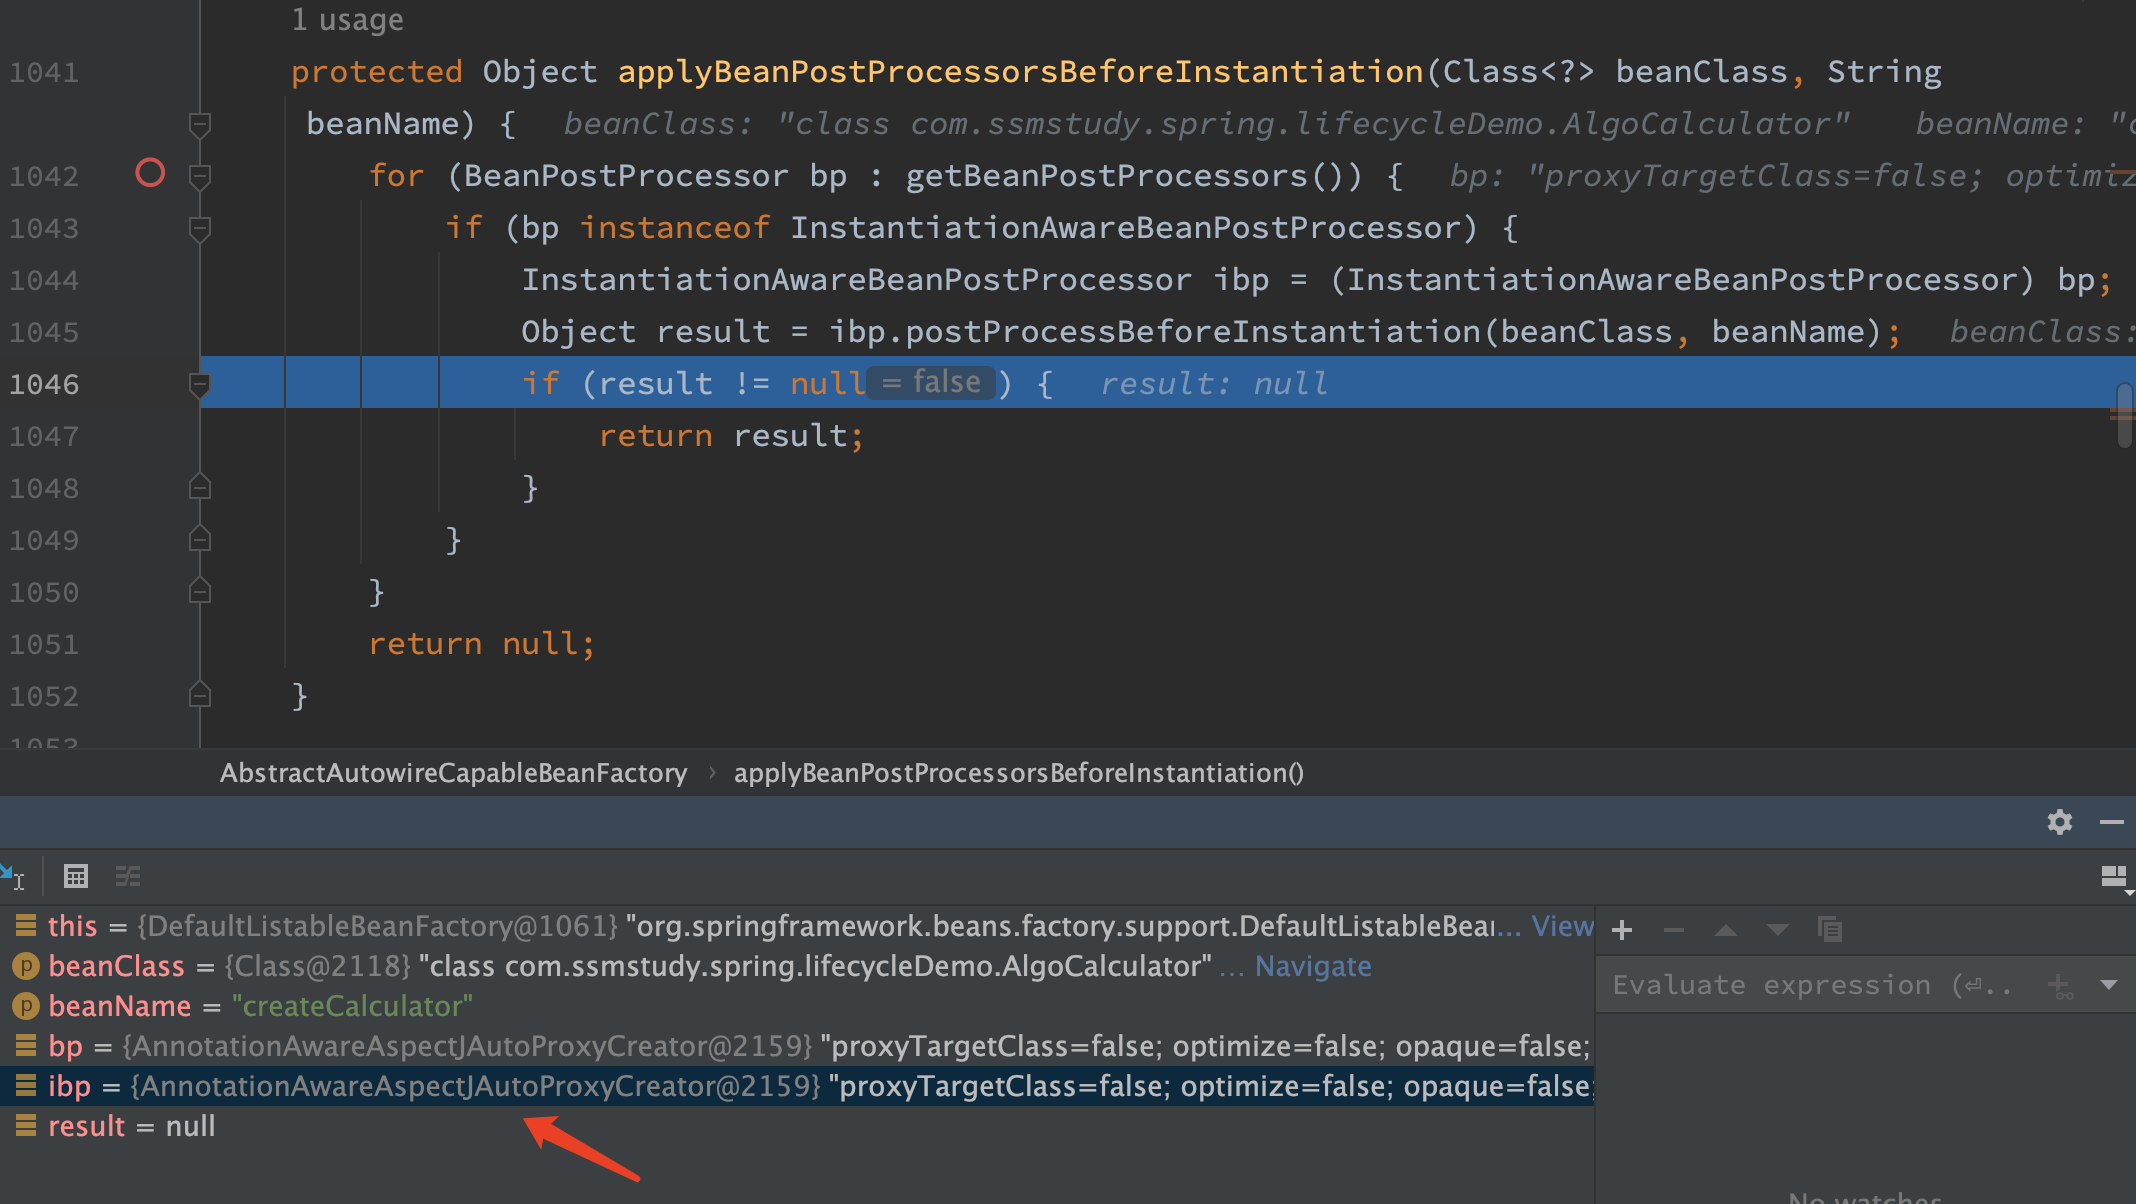 1 usage
1041 protected Object applyBeanPostProcessorsBeforeInstantiation(Class<?> beanClass, String
beanName) { beanClass: "class com.ssmstudy.spring.lifecycleDemo.AlgoCalculator" beanName: "c
1042 for (BeanPostProcessor bp : getBeanPostProcessors()) { bp: "proxyTargetClass=false; optimiz
1043 if (bp instanceof InstantiationAwareBeanPostProcessor) {
1044 InstantiationAwareBeanPostProcessor ibp = (InstantiationAwareBeanPostProcessor) bp;
1045 Object result = ibp.postProcessBeforeInstantiation(beanClass, beanName); beanClass:
1046 if (result != null = false ) { result: null
1047 return result;
1048 }
1049 }
1050 }
1051 return null;
1052 }
1053
AbstractAutowireCapableBeanFactory › applyBeanPostProcessorsBeforeInstantiation()
this = {DefaultListableBeanFactory@1061} "org.springframework.beans.factory.support.DefaultListableBear... View
beanClass = {Class@2118} "class com.ssmstudy.spring.lifecycleDemo.AlgoCalculator" ... Navigate
Evaluate expression (⏎..
p beanName = "createCalculator"
bp = {AnnotationAwareAspectJAutoProxyCreator@2159} "proxyTargetClass=false; optimize=false; opaque=false;
ibp = {AnnotationAwareAspectJAutoProxyCreator@2159} "proxyTargetClass=false; optimize=false; opaque=false;
result = null
No watches